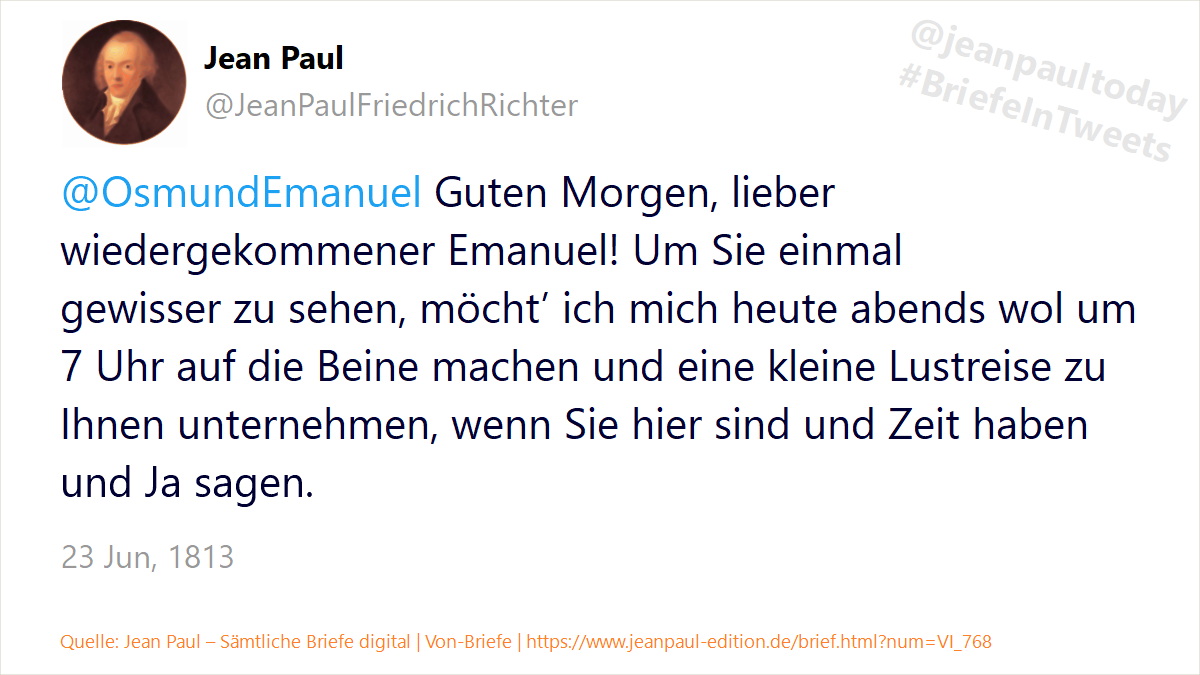 Jean Paul
@JeanPaulFriedrichRichter
@jeanpaultoday
#BriefeInTweets
@OsmundEmanuel Guten Morgen, lieber
wiedergekommener Emanuel! Um Sie einmal
gewisser zu sehen, möcht’ ich mich heute abends wol um
7 Uhr auf die Beine machen und eine kleine Lustreise zu
Ihnen unternehmen, wenn Sie hier sind und Zeit haben
und Ja sagen.
23 Jun, 1813
Quelle: Jean Paul – Sämtliche Briefe digital | Von-Briefe | https://www.jeanpaul-edition.de/brief.html?num=VI_768